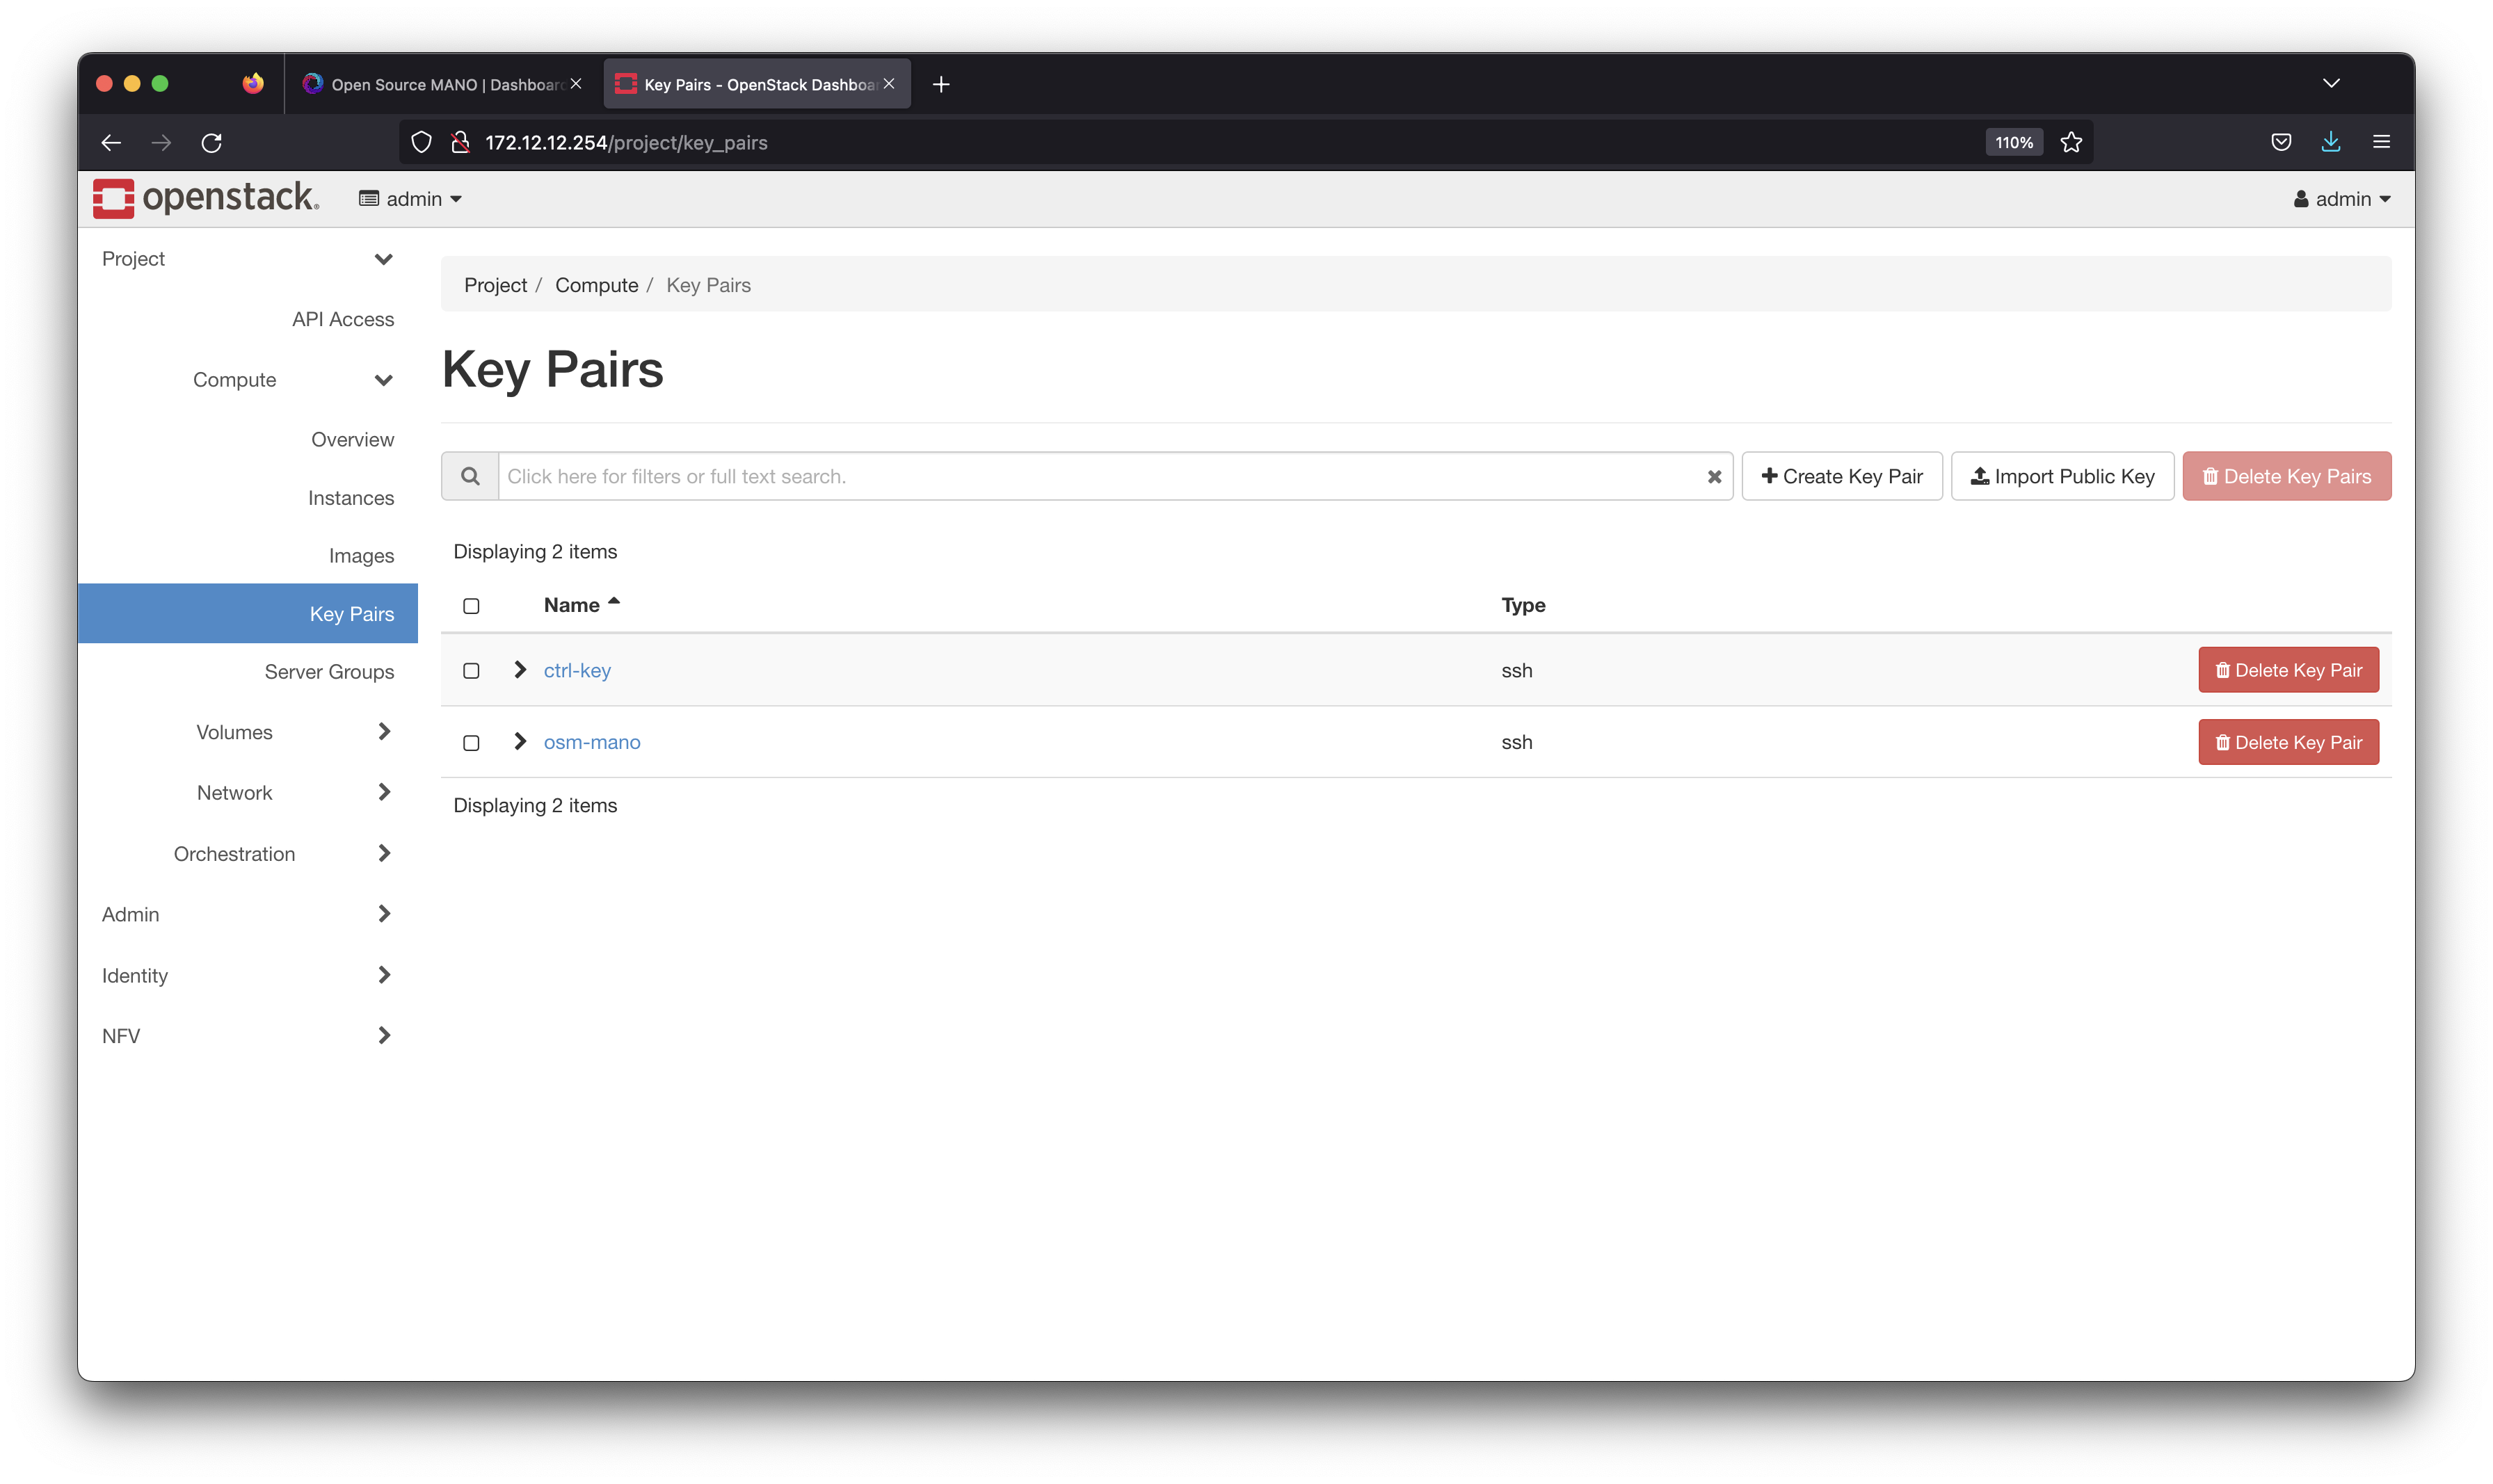 Open Source MANO | Dashboard
Key Pairs - OpenStack Dashboa
172.12.12.254/project/key_pairs
110%
openstack.
admin
admin
Project
API Access
Compute
Overview
Instances
Images
Key Pairs
Server Groups
Volumes
Network
Orchestration
Admin
Identity
NFV
Project / Compute / Key Pairs
Key Pairs
Click here for filters or full text search.
Create Key Pair
Import Public Key
Delete Key Pairs
Displaying 2 items
Name Type
ctrl-key ssh Delete Key Pair
osm-mano ssh Delete Key Pair
Displaying 2 items